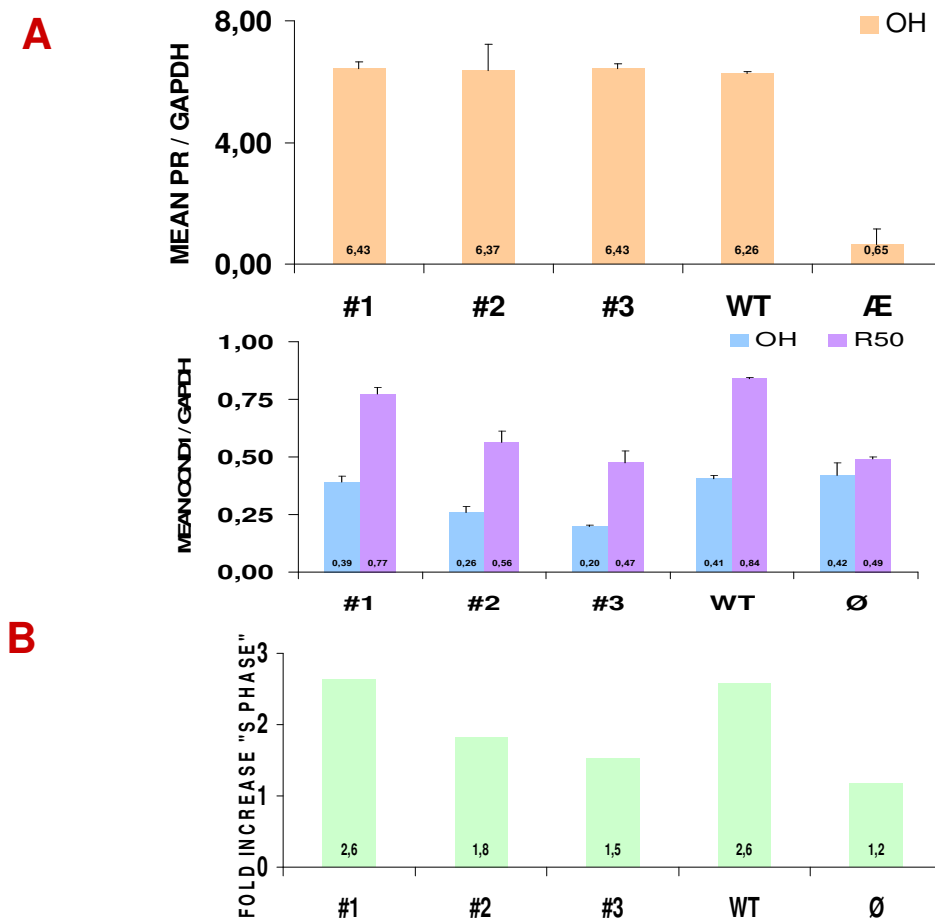 A
8,00
4,00
0,00
MEAN PR / GAPDH
OH
6,43
6,37
6,43
6,26
0,65
#1
#2
#3
WT
Æ
1,00
0,75
0,50
0,25
0,00
MEAN CCND1 / GAPDH
OH
R50
0,39
0,77
0,26
0,56
0,20
0,47
0,41
0,84
0,42
0,49
#1
#2
#3
WT
Ø
B
3
2
1
0
FOLD INCREASE "S PHASE"
2,6
1,8
1,5
2,6
1,2
#1
#2
#3
WT
Ø